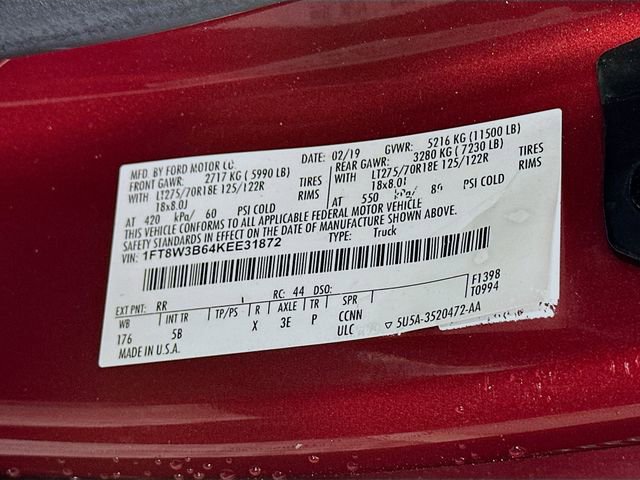 MFD. BY FORD MOTOR CO. DATE: 02/19 GVWR: 5216 KG (11500 LB)
FRONT GAWR: 2717 KG (5990 LB) REAR GAWR: 3280 KG (7230 LB)
WITH LT275/70R18E 125/122R TIRES WITH LT275/70R18E 125/122R TIRES
18x8.0J RIMS 18x8.0J RIMS
AT 420 kPa/ 60 PSI COLD AT 550 kPa/ 80 PSI COLD
THIS VEHICLE CONFORMS TO ALL APPLICABLE FEDERAL MOTOR VEHICLE
SAFETY STANDARDS IN EFFECT ON THE DATE OF MANUFACTURE SHOWN ABOVE.
VIN: 1FT8W3B64KEE31872 TYPE: Truck
F1398
T0994
EXT PNT: RR RC: 44 DSO:
WB INT TR TP/PS R AXLE TR SPR
176 5B X 3E P CCNN
ULC
MADE IN U.S.A. ▽ 5U5A-3520472-AA